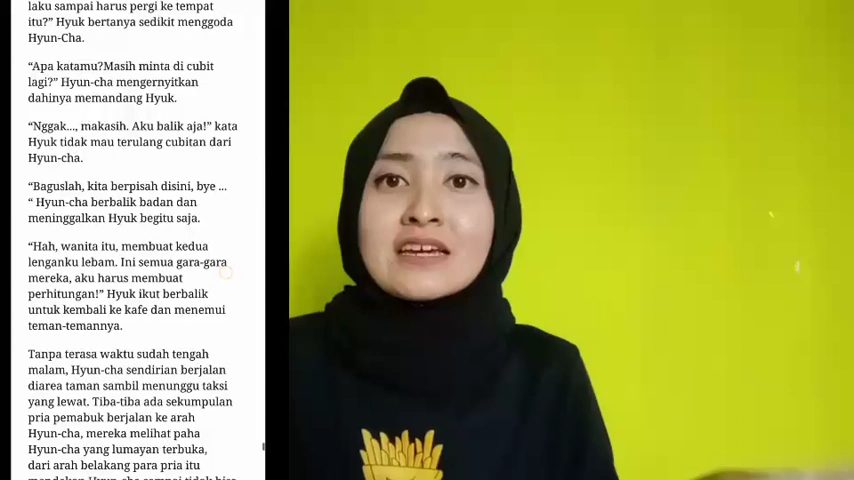 laku sampai harus pergi ke tempat
itu?” Hyuk bertanya sedikit menggoda
Hyun-Cha.
“Apa katamu?Masih minta di cubit
lagi?” Hyun-cha mengernyitkan
dahinya memandang Hyuk.
“Nggak..., makasih. Aku balik aja!” kata
Hyuk tidak mau terulang cubitan dari
Hyun-cha.
“Baguslah, kita berpisah disini, bye ...
“ Hyun-cha berbalik badan dan
meninggalkan Hyuk begitu saja.
“Hah, wanita itu, membuat kedua
lenganku lebam. Ini semua gara-gara
mereka, aku harus membuat
perhitungan!” Hyuk ikut berbalik
untuk kembali ke kafe dan menemui
teman-temannya.
Tanpa terasa waktu sudah tengah
malam, Hyun-cha sendirian berjalan
diarea taman sambil menunggu taksi
yang lewat. Tiba-tiba ada sekumpulan
pria pemabuk berjalan ke arah
Hyun-cha, mereka melihat paha
Hyun-cha yang lumayan terbuka,
dari arah belakang para pria itu